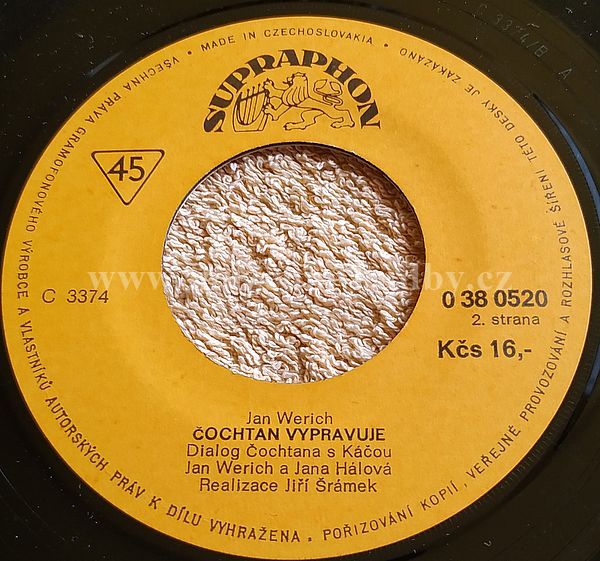 VŠECHNA PRÁVA GRAMOFONOVÉHO VÝROBCE A VLASTNÍKŮ AUTORSKÝCH PRÁV K DÍLU VYHRAŽENA. POŘIZOVÁNÍ KOPIÍ, VEŘEJNÉ PROVOZOVÁNÍ A ROZHLASOVÉ ŠÍŘENÍ TÉTO DESKY JE ZAKÁZÁNO • MADE IN CZECHOSLOVAKIA •
SUPRAPHON
45
C 3374
0 38 0520
2. strana
Kčs 16,-
Jan Werich
ČOCHTAN VYPRAVUJE
Dialog Čochtana s Káčou
Jan Werich a Jana Hálová
Realizace Jiří Šrámek